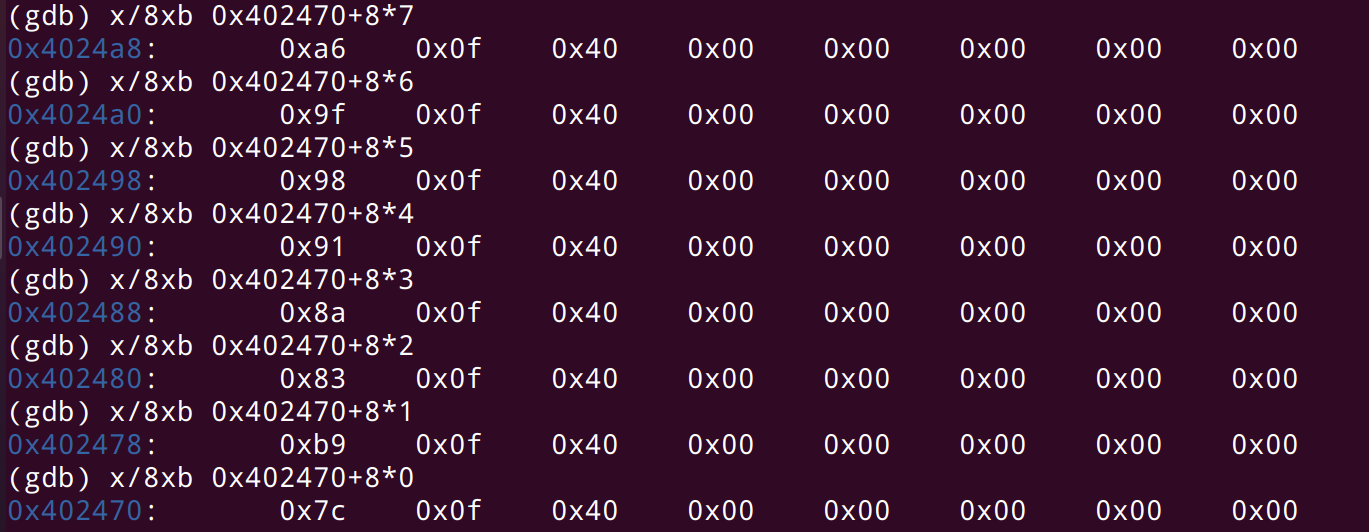 (gdb) x/8xb 0x402470+8*7
0x4024a8: 0xa6 0x0f 0x40 0x00 0x00 0x00 0x00 0x00
(gdb) x/8xb 0x402470+8*6
0x4024a0: 0x9f 0x0f 0x40 0x00 0x00 0x00 0x00 0x00
(gdb) x/8xb 0x402470+8*5
0x402498: 0x98 0x0f 0x40 0x00 0x00 0x00 0x00 0x00
(gdb) x/8xb 0x402470+8*4
0x402490: 0x91 0x0f 0x40 0x00 0x00 0x00 0x00 0x00
(gdb) x/8xb 0x402470+8*3
0x402488: 0x8a 0x0f 0x40 0x00 0x00 0x00 0x00 0x00
(gdb) x/8xb 0x402470+8*2
0x402480: 0x83 0x0f 0x40 0x00 0x00 0x00 0x00 0x00
(gdb) x/8xb 0x402470+8*1
0x402478: 0xb9 0x0f 0x40 0x00 0x00 0x00 0x00 0x00
(gdb) x/8xb 0x402470+8*0
0x402470: 0x7c 0x0f 0x40 0x00 0x00 0x00 0x00 0x00